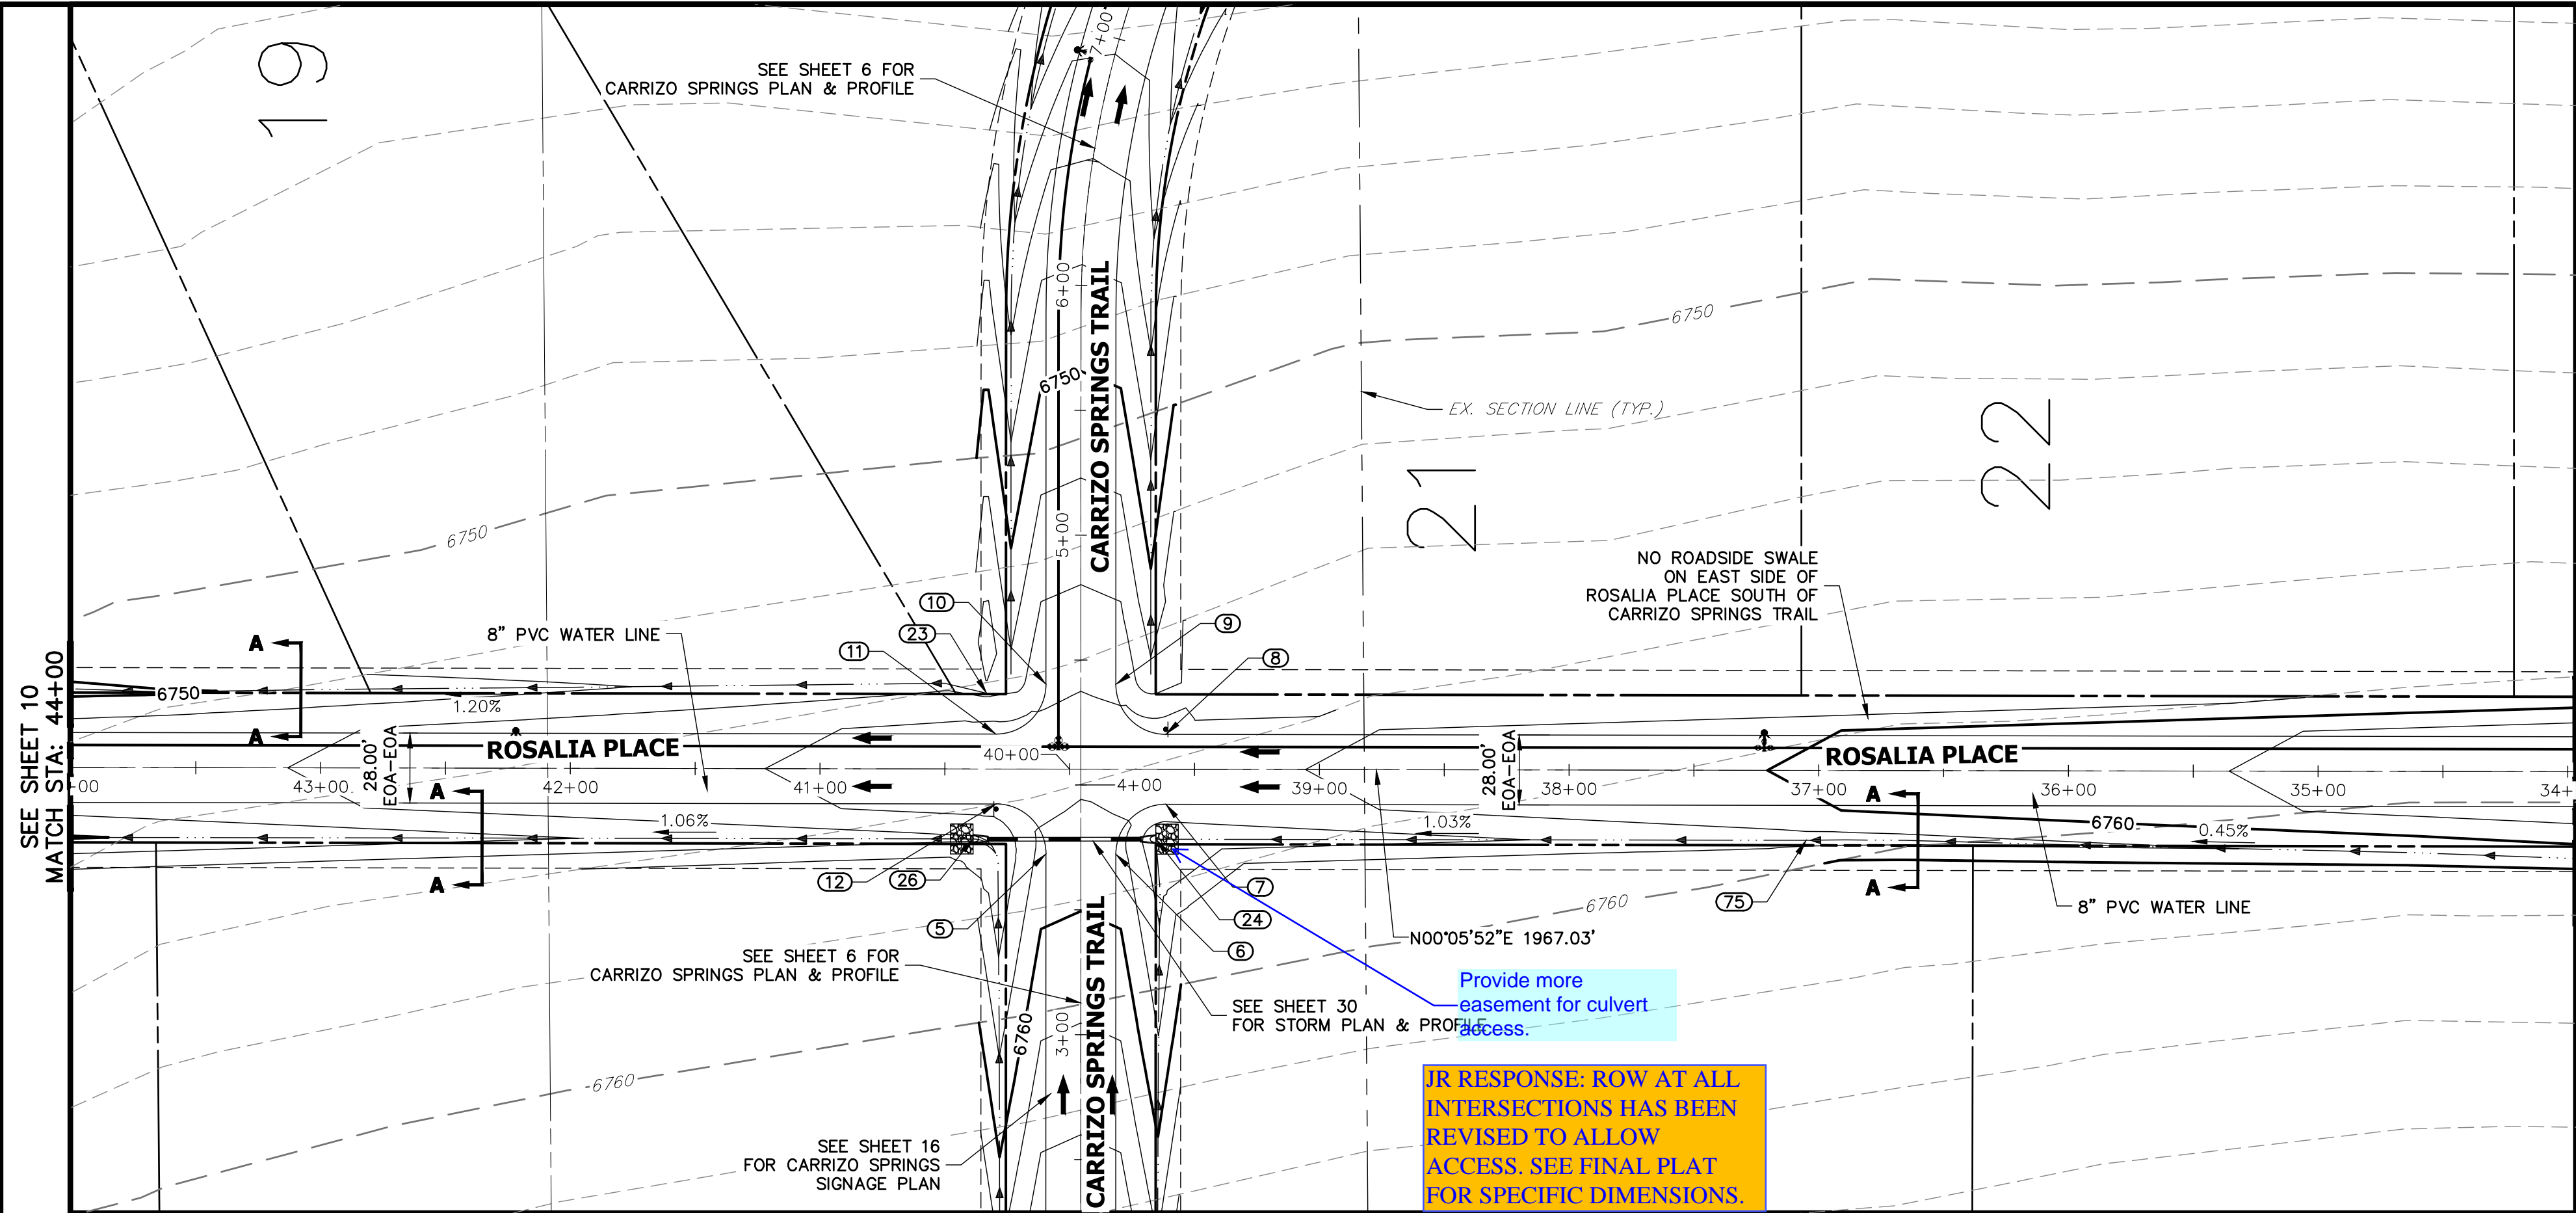 19
SEE SHEET 6 FOR
CARRIZO SPRINGS PLAN & PROFILE
7+00
6+00
CARRIZO SPRINGS TRAIL
6750
5+00
6750
6750
EX. SECTION LINE (TYP.)
21
22
NO ROADSIDE SWALE
ON EAST SIDE OF
ROSALIA PLACE SOUTH OF
CARRIZO SPRINGS TRAIL
8" PVC WATER LINE
10
23
11
9
8
A
A
6750
1.20%
SEE SHEET 10
MATCH STA: 44+00
28.00'
EOA-EOA
ROSALIA PLACE
40+00
28.00'
EOA-EOA
ROSALIA PLACE
+00
43+00
42+00
41+00
4+00
39+00
38+00
37+00
36+00
35+00
34+
A
A
1.06%
1.03%
A
A
6760
0.45%
12
26
5
7
24
6
75
6760
8" PVC WATER LINE
N00°05'52"E 1967.03'
SEE SHEET 6 FOR
CARRIZO SPRINGS PLAN & PROFILE
SEE SHEET 30
FOR STORM PLAN & PROFILE
Provide more
easement for culvert
access.
6760
3+00
CARRIZO SPRINGS TRAIL
6760
SEE SHEET 16
FOR CARRIZO SPRINGS
SIGNAGE PLAN
JR RESPONSE: ROW AT ALL
INTERSECTIONS HAS BEEN
REVISED TO ALLOW
ACCESS. SEE FINAL PLAT
FOR SPECIFIC DIMENSIONS.